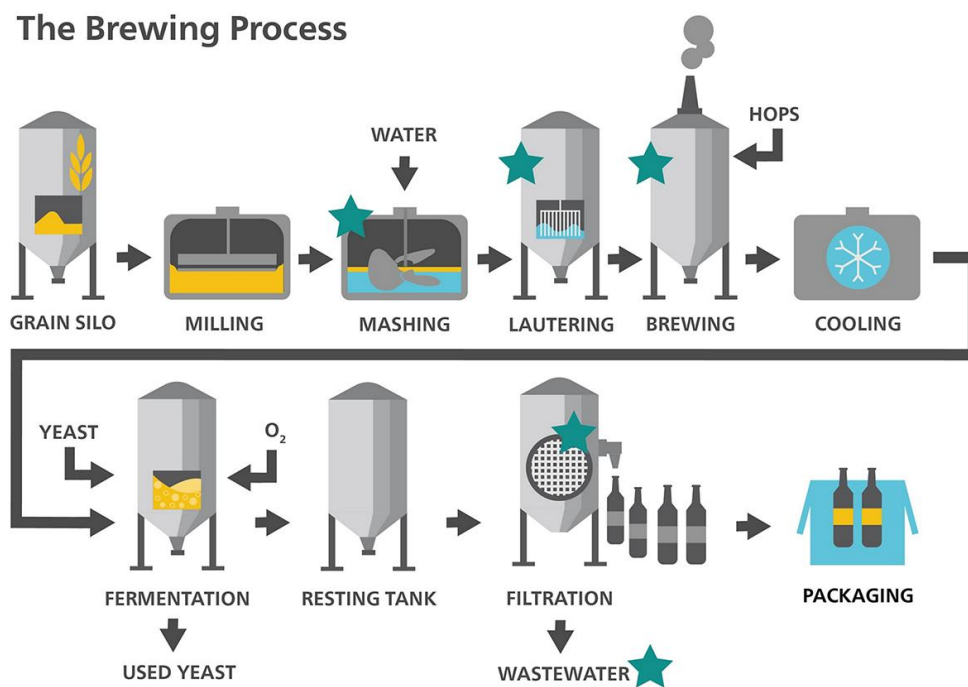 The Brewing Process
WATER
HOPS
GRAIN SILO
MILLING
MASHING
LAUTERING
BREWING
COOLING
YEAST
O₂
FERMENTATION
RESTING TANK
FILTRATION
PACKAGING
USED YEAST
WASTEWATER